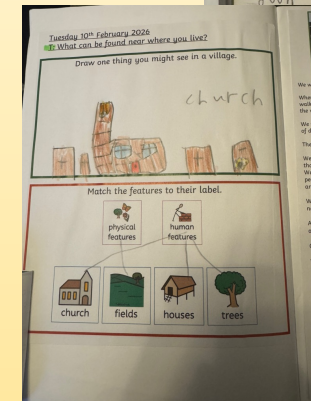 Tuesday 10th February 2026
I: What can be found near where you live?
Draw one thing you might see in a village.
church
Match the features to their label.
physical features
human features
church
fields
houses
trees